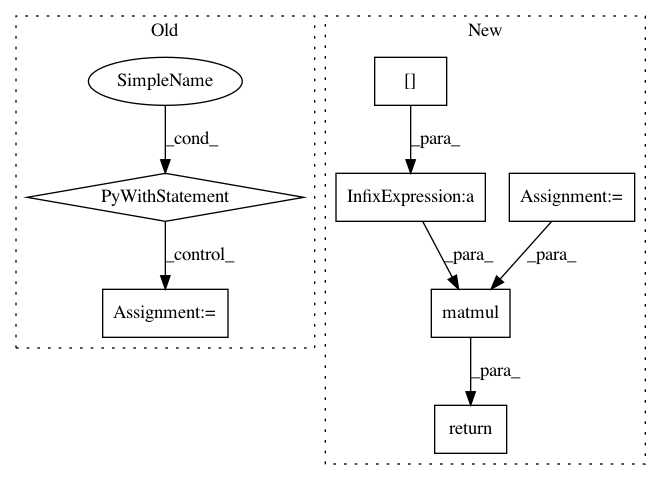 Old
New
SimpleName
[]
_cond_
_para_
PyWithStatement
InfixExpression:a
Assignment:=
_control_
_para_
_para_
Assignment:=
matmul
_para_
return